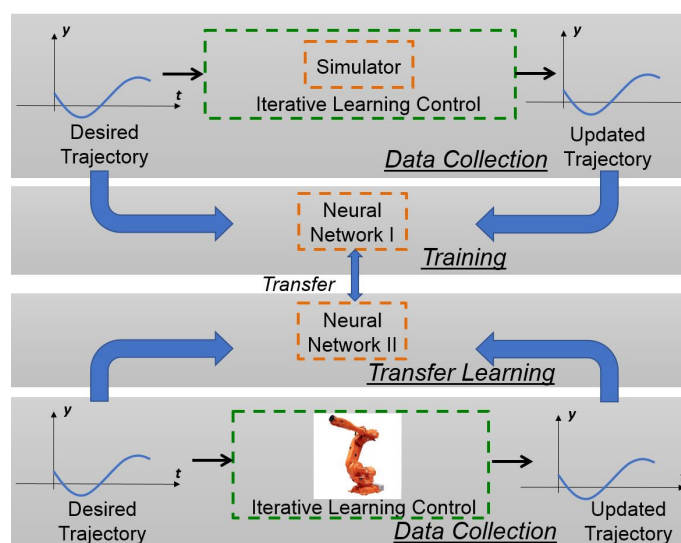 y
y
Simulator
t
Iterative Learning Control
Desired
Trajectory
Updated
Trajectory
Data Collection
Neural
Network I
Training
Transfer
Neural
Network II
Transfer Learning
y
y
t
Iterative Learning Control
Desired
Trajectory
Updated
Trajectory
Data Collection